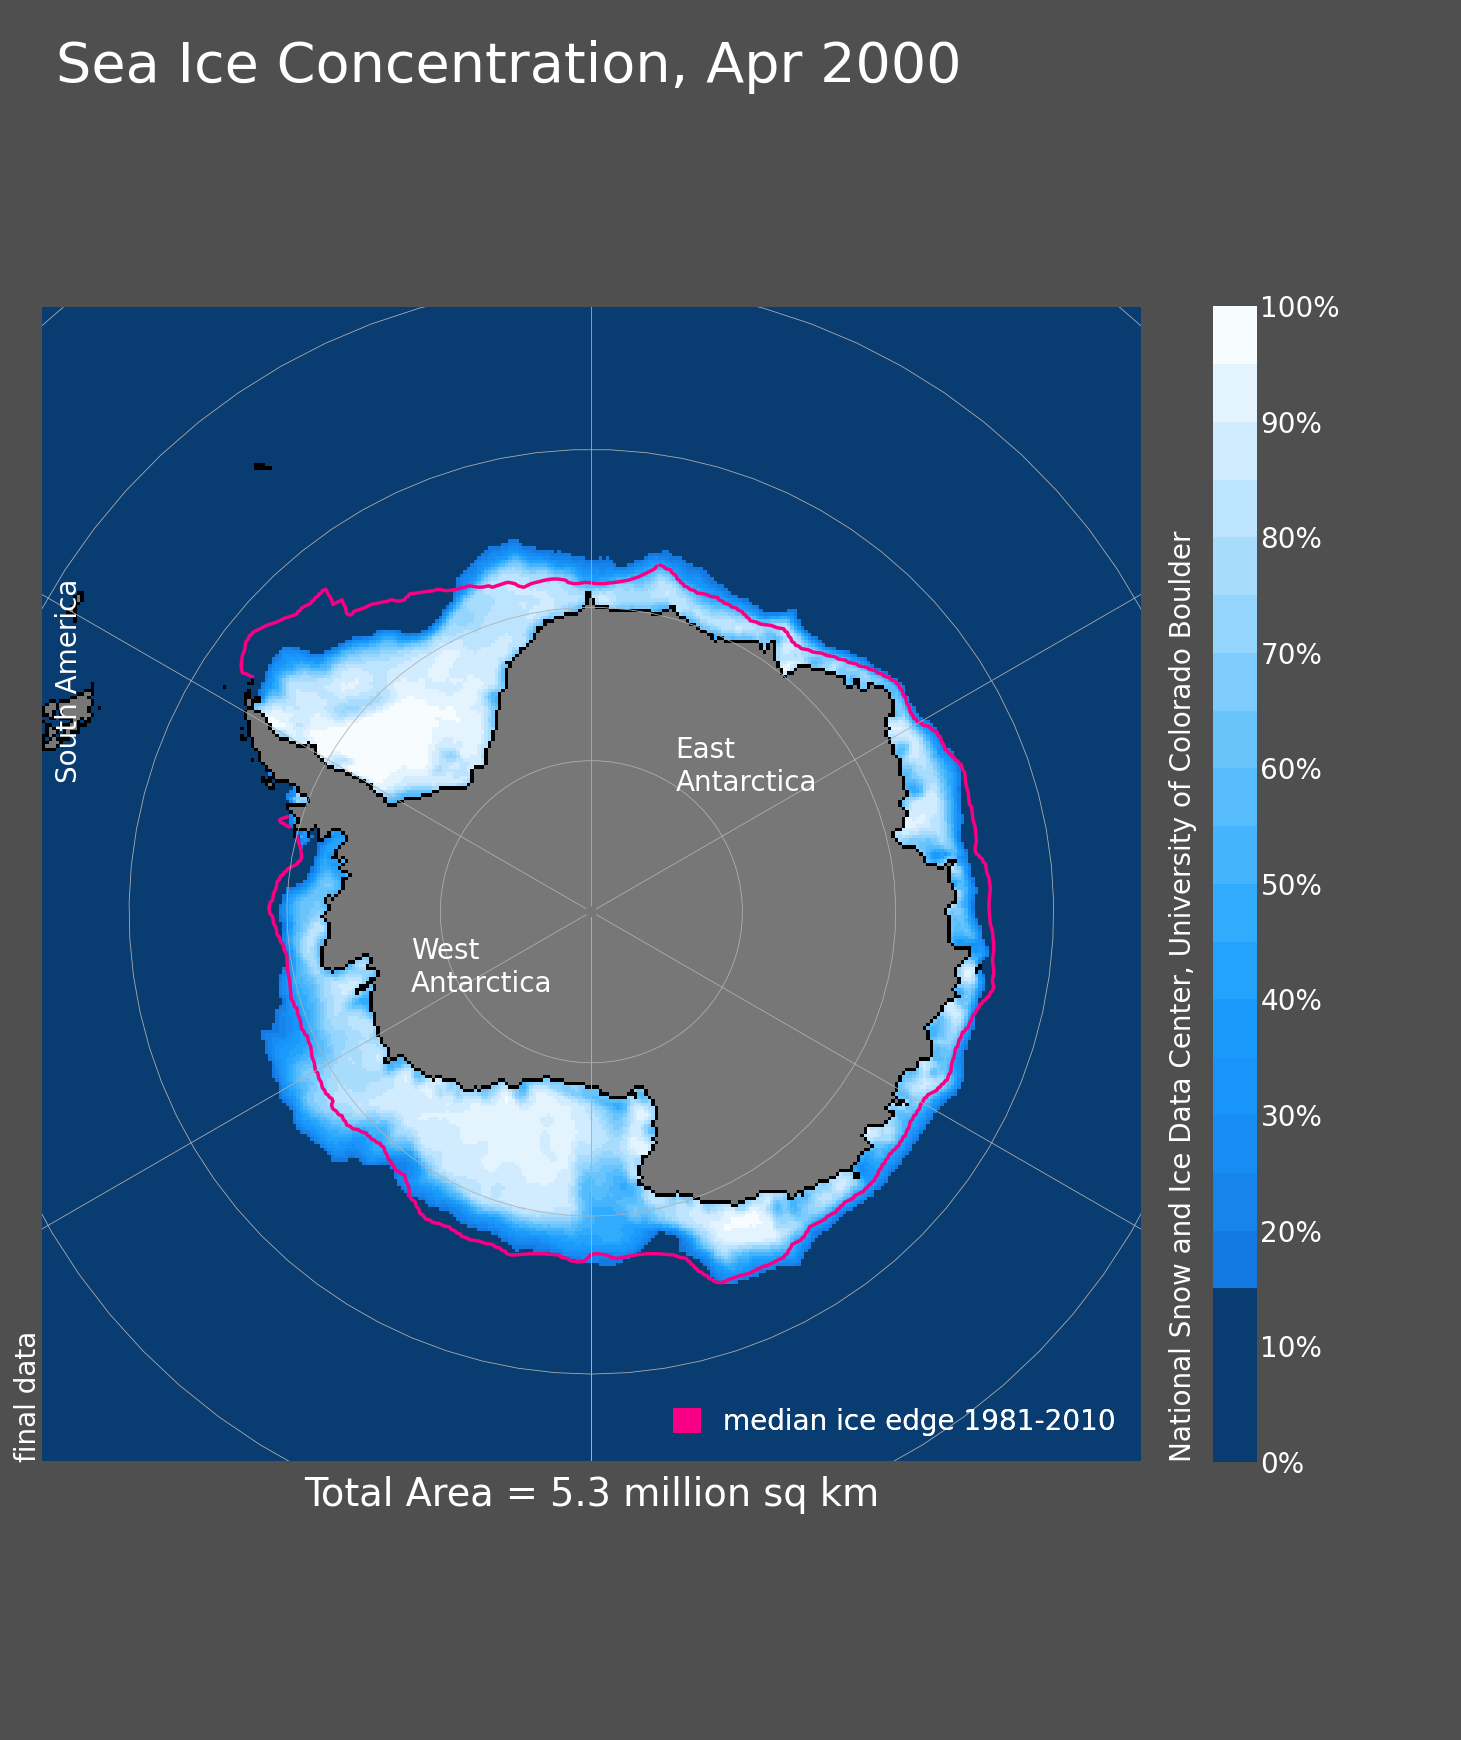 Sea Ice Concentration, Apr 2000
South America
East
Antarctica
West
Antarctica
final data
median ice edge 1981-2010
Total Area = 5.3 million sq km
National Snow and Ice Data Center, University of Colorado Boulder
100%
90%
80%
70%
60%
50%
40%
30%
20%
10%
0%